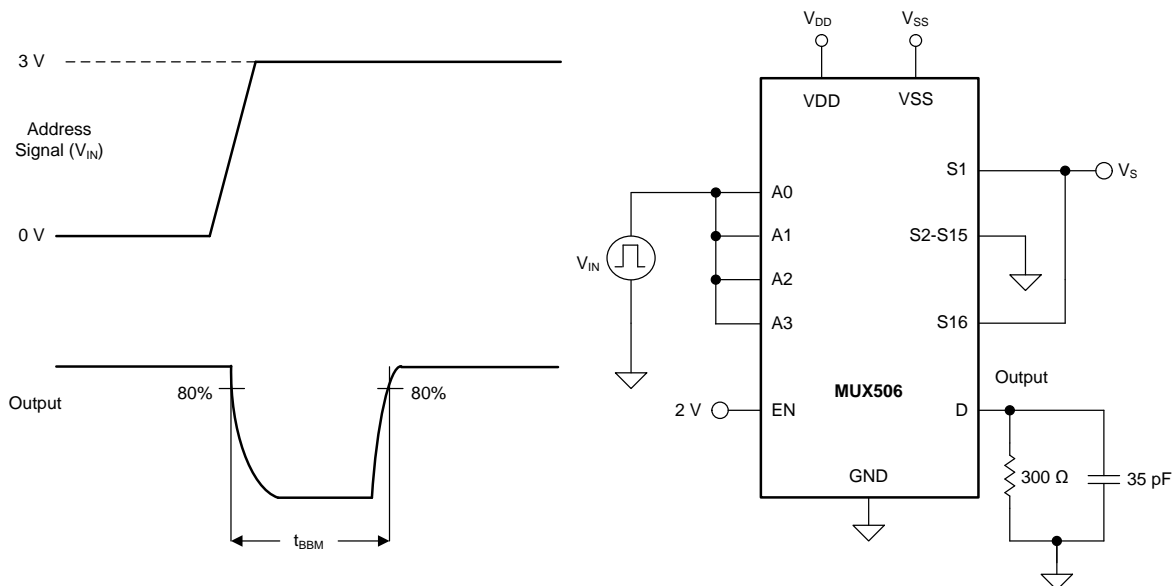 3 V
Address
Signal (VIN)
0 V
80%
80%
Output
tBBM
VDD
VSS
VDD
VSS
S1
VS
A0
A1
S2-S15
VIN
A2
A3
S16
Output
MUX506
2 V
EN
D
GND
300 Ω
35 pF